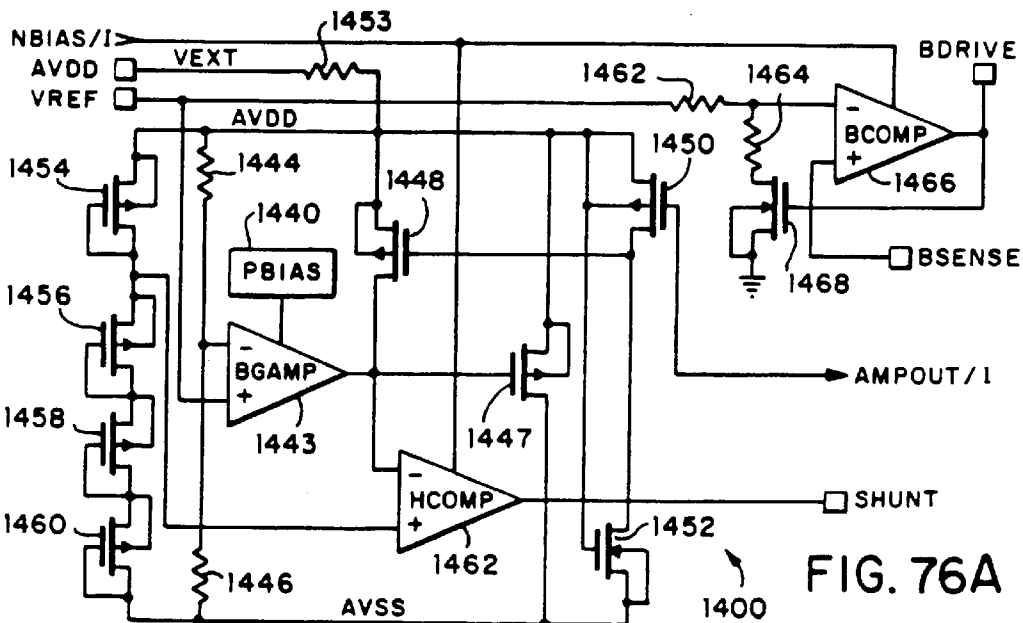 1453
NBIAS/I
AVDD
VEXT
VREF
AVDD
1462
1464
BDRIVE
- BCOMP +
1466
1454
1444
1448
1450
1440
PBIAS
1468
BSENSE
1456
- BGAMP +
1443
1447
AMPOUT/I
1458
- HCOMP +
1462
SHUNT
1460
1446
1452
AVSS
1400
FIG. 76A